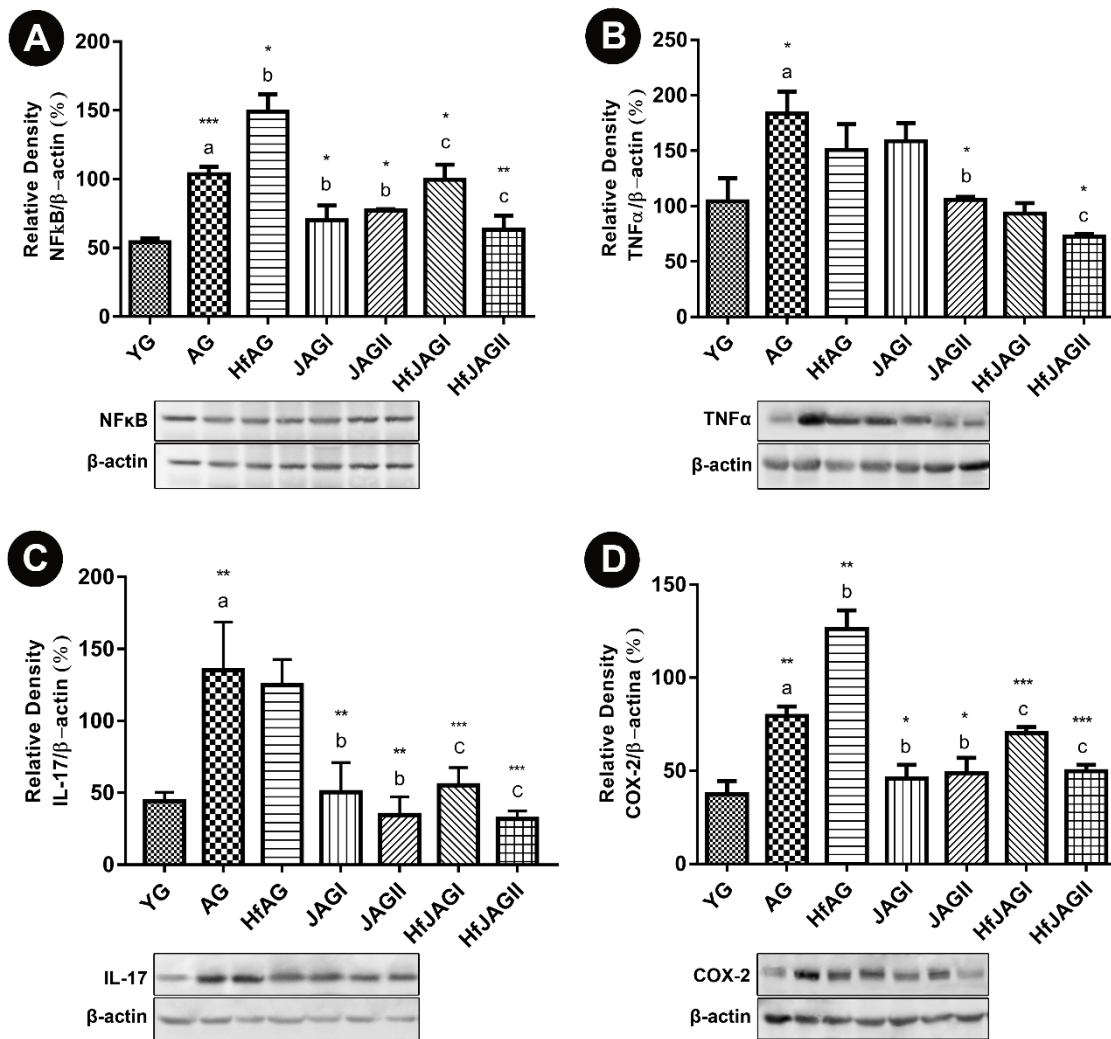 A
Relative Density
NFkB/β-actin (%)
200
150
100
50
0
***
a
*
b
*
b
*
b
*
c
**
c
YG
AG
HfAG
JAGI
JAGII
HfJAGI
HfJAGII
NFκB
β-actin
B
Relative Density
TNFα/β-actin (%)
250
200
150
100
50
0
*
a
*
b
*
c
YG
AG
HfAG
JAGI
JAGII
HfJAGI
HfJAGII
TNFα
β-actin
C
Relative Density
IL-17/β-actin (%)
200
150
100
50
0
**
a
**
b
**
b
***
c
***
c
YG
AG
HfAG
JAGI
JAGII
HfJAGI
HfJAGII
IL-17
β-actin
D
Relative Density
COX-2/β-actina (%)
150
100
50
0
**
a
**
b
*
b
*
b
***
c
***
c
YG
AG
HfAG
JAGI
JAGII
HfJAGI
HfJAGII
COX-2
β-actin